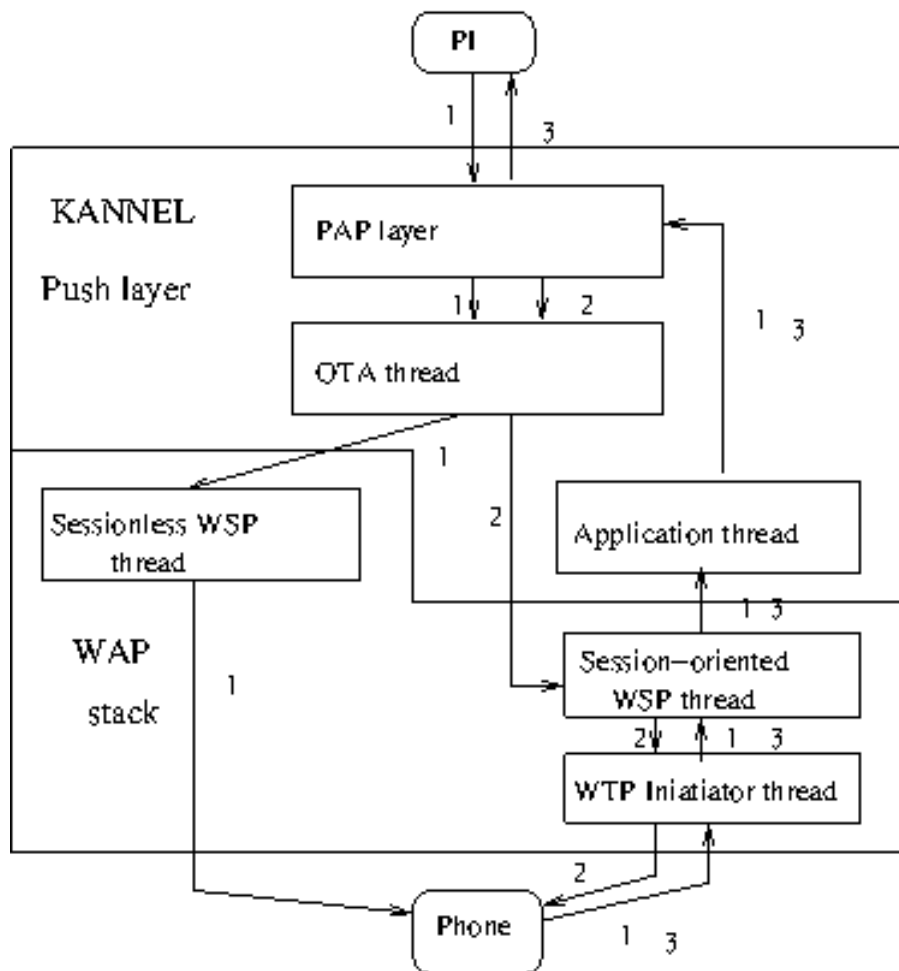 PI
1
3
KANNEL
Push layer
PAP layer
1 2
1 3
OTA thread
1
2
Sessionless WSP
thread
Application thread
1 3
WAP
stack
1
Session-oriented
WSP thread
2 1 3
WTP Iniatiator thread
2
Phone
1 3